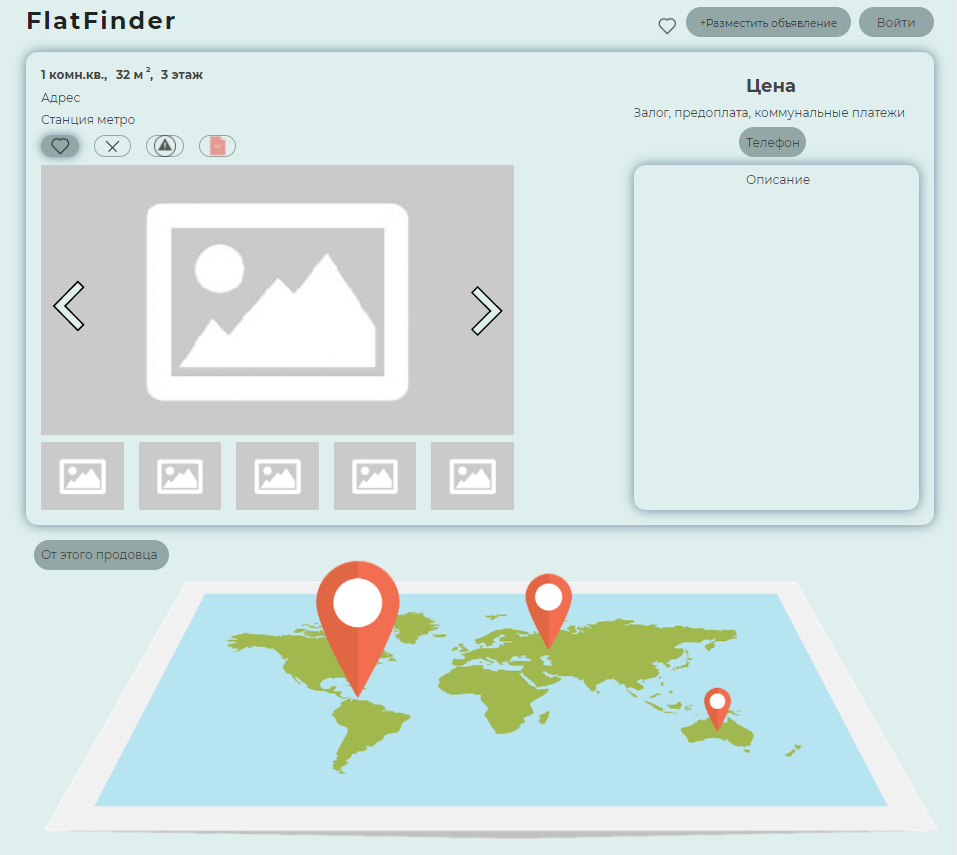 FlatFinder
+Разместить объявление
Войти
1 комн.кв., 32 м ², 3 этаж
Адрес
Станция метро
Цена
Залог, предоплата, коммунальные платежи
Телефон
Описание
От этого продовца